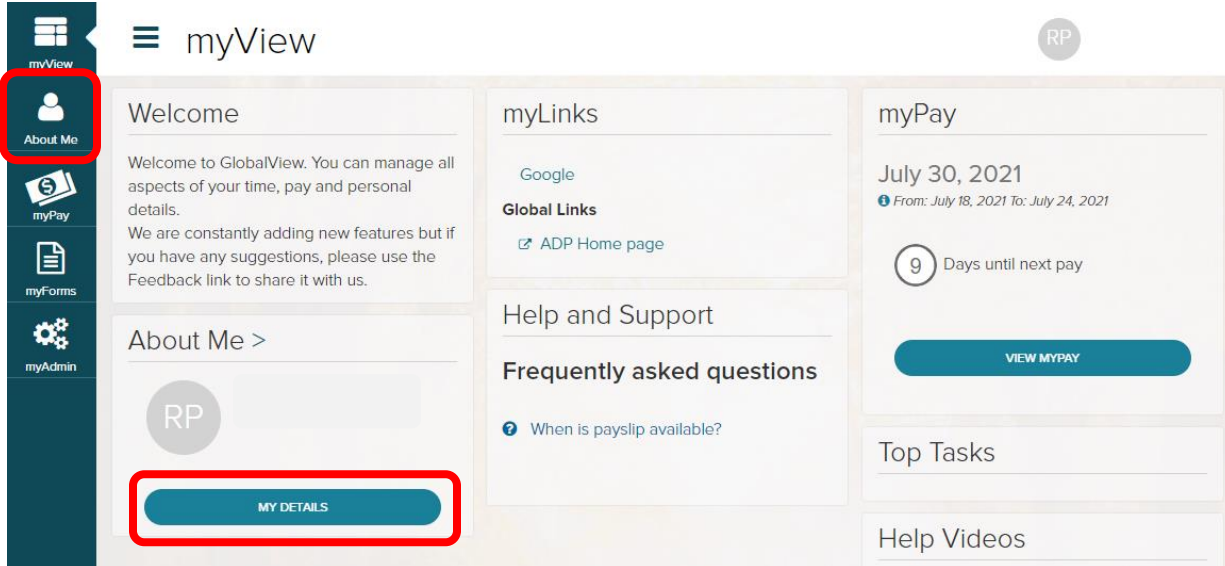 myView
About Me
myPay
myForms
myAdmin
myView
RP
Welcome
Welcome to GlobalView. You can manage all
aspects of your time, pay and personal
details.
We are constantly adding new features but if
you have any suggestions, please use the
Feedback link to share it with us.
About Me >
RP
MY DETAILS
myLinks
Google
Global Links
ADP Home page
Help and Support
Frequently asked questions
When is payslip available?
myPay
July 30, 2021
From: July 18, 2021 To: July 24, 2021
9 Days until next pay
VIEW MYPAY
Top Tasks
Help Videos